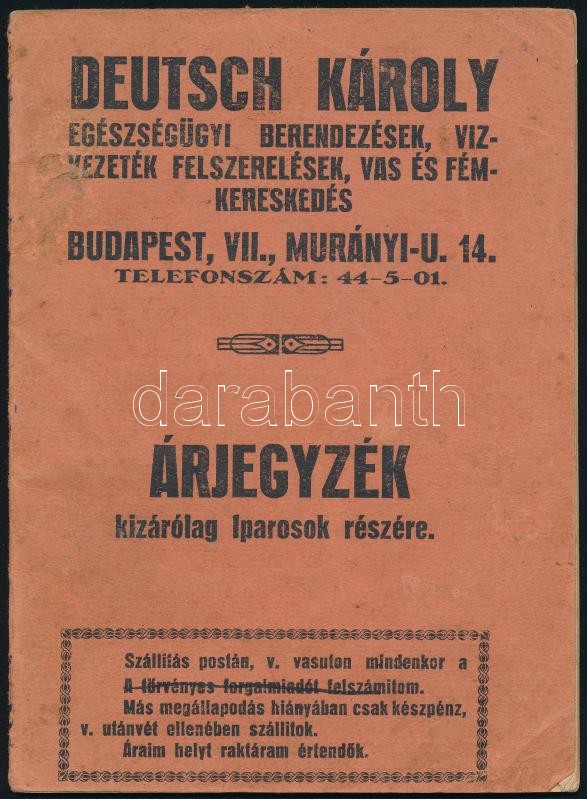 DEUTSCH KÁROLY
EGÉSZSÉGÜGYI BERENDEZÉSEK, VIZ-
VEZETÉK FELSZERELÉSEK, VAS ÉS FÉM-
KERESKEDÉS
BUDAPEST, VII., MURÁNYI-U. 14.
TELEFONSZÁM: 44-5-01.
darabanth
ÁRJEGYZÉK
kizárólag Iparosok részére.
Szállitás postán, v. vasuton mindenkor a
A törvényes forgalmiadót felszámitom.
Más megállapodás hiányában csak készpénz,
v. utánvét ellenében szállitok.
Áraim helyt raktáram értendők.